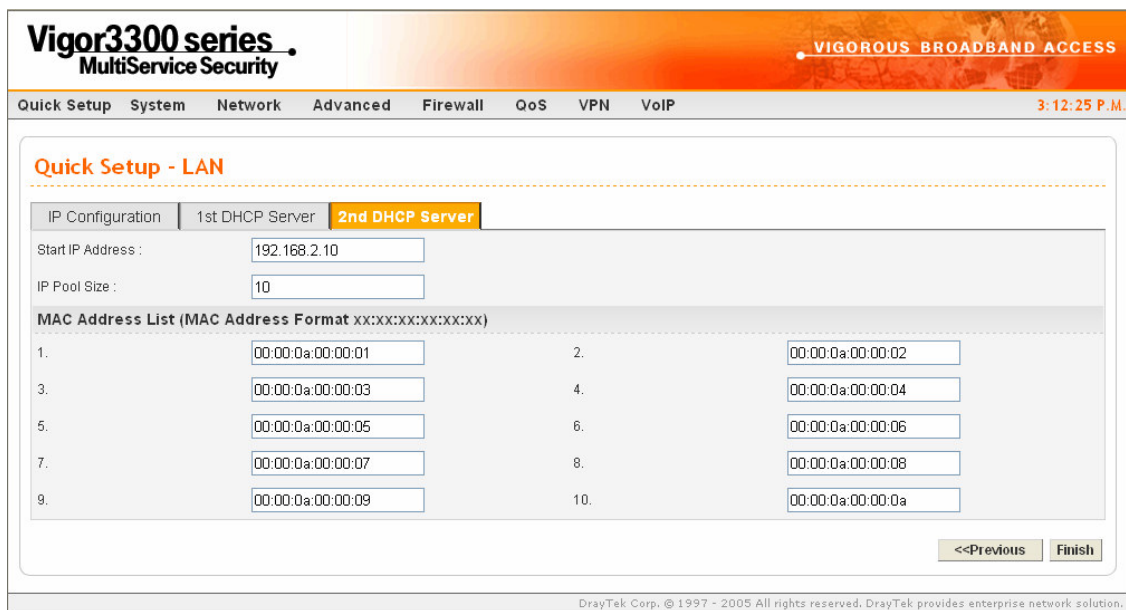 Vigor3300 series
MultiService Security
VIGOROUS BROADBAND ACCESS
Quick Setup System Network Advanced Firewall QoS VPN VoIP 3:12:25 P.M.
Quick Setup - LAN
IP Configuration 1st DHCP Server 2nd DHCP Server
Start IP Address : 192.168.2.10
IP Pool Size : 10
MAC Address List (MAC Address Format xx:xx:xx:xx:xx:xx)
1. 00:00:0a:00:00:01 2. 00:00:0a:00:00:02
3. 00:00:0a:00:00:03 4. 00:00:0a:00:00:04
5. 00:00:0a:00:00:05 6. 00:00:0a:00:00:06
7. 00:00:0a:00:00:07 8. 00:00:0a:00:00:08
9. 00:00:0a:00:00:09 10. 00:00:0a:00:00:0a
<<Previous Finish
DrayTek Corp. © 1997 - 2005 All rights reserved. DrayTek provides enterprise network solution.